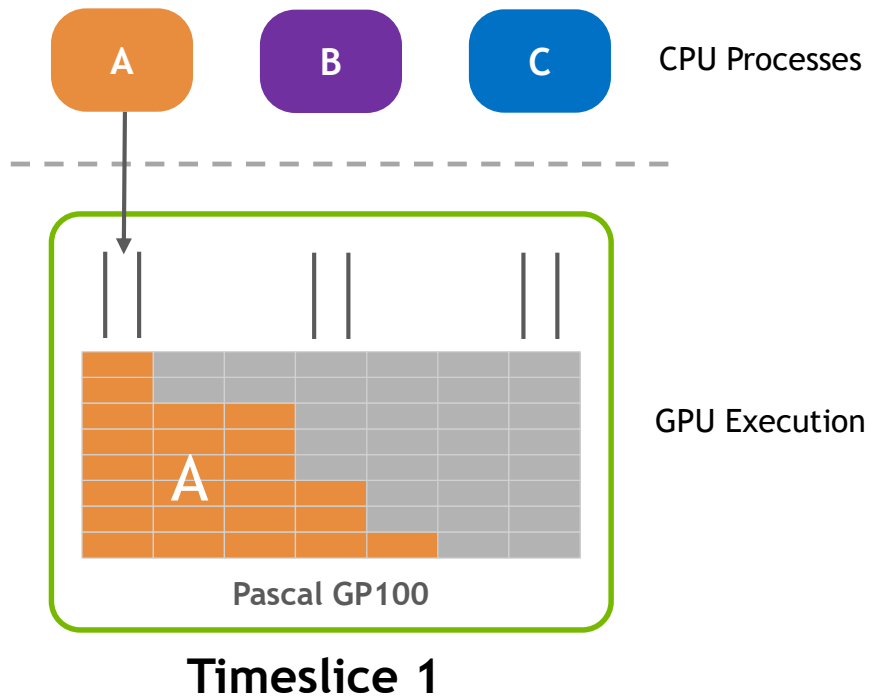 A
B
C
CPU Processes
GPU Execution
A
Pascal GP100
Timeslice 1